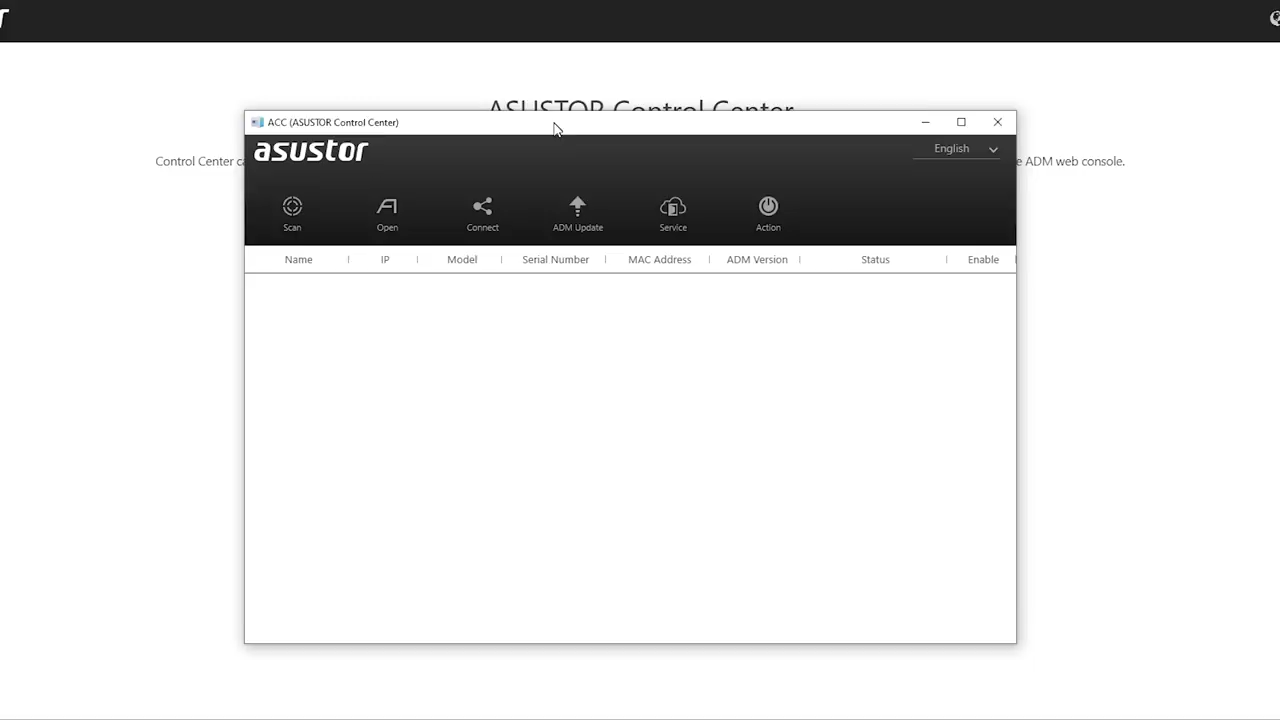 ASUSTOR Control Center
ACC (ASUSTOR Control Center)
asustor
English
Control Center
ADM web console.
Scan
Open
Connect
ADM Update
Service
Action
Name
IP
Model
Serial Number
MAC Address
ADM Version
Status
Enable